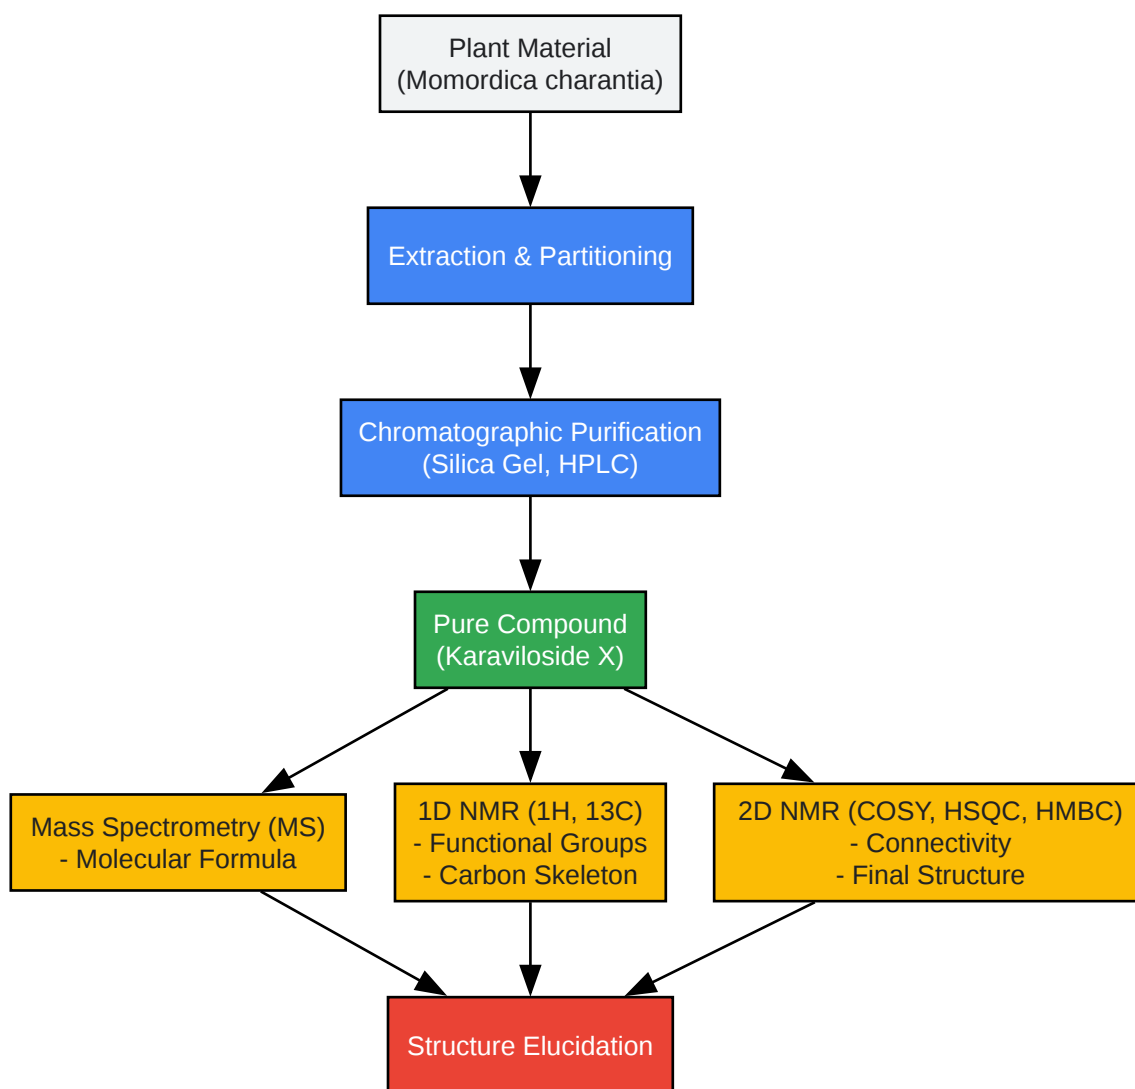 Plant Material
(Momordica charantia)
Extraction & Partitioning
Chromatographic Purification
(Silica Gel, HPLC)
Pure Compound
(Karaviloside X)
Mass Spectrometry (MS)
- Molecular Formula
1D NMR (1H, 13C)
- Functional Groups
- Carbon Skeleton
2D NMR (COSY, HSQC, HMBC)
- Connectivity
- Final Structure
Structure Elucidation